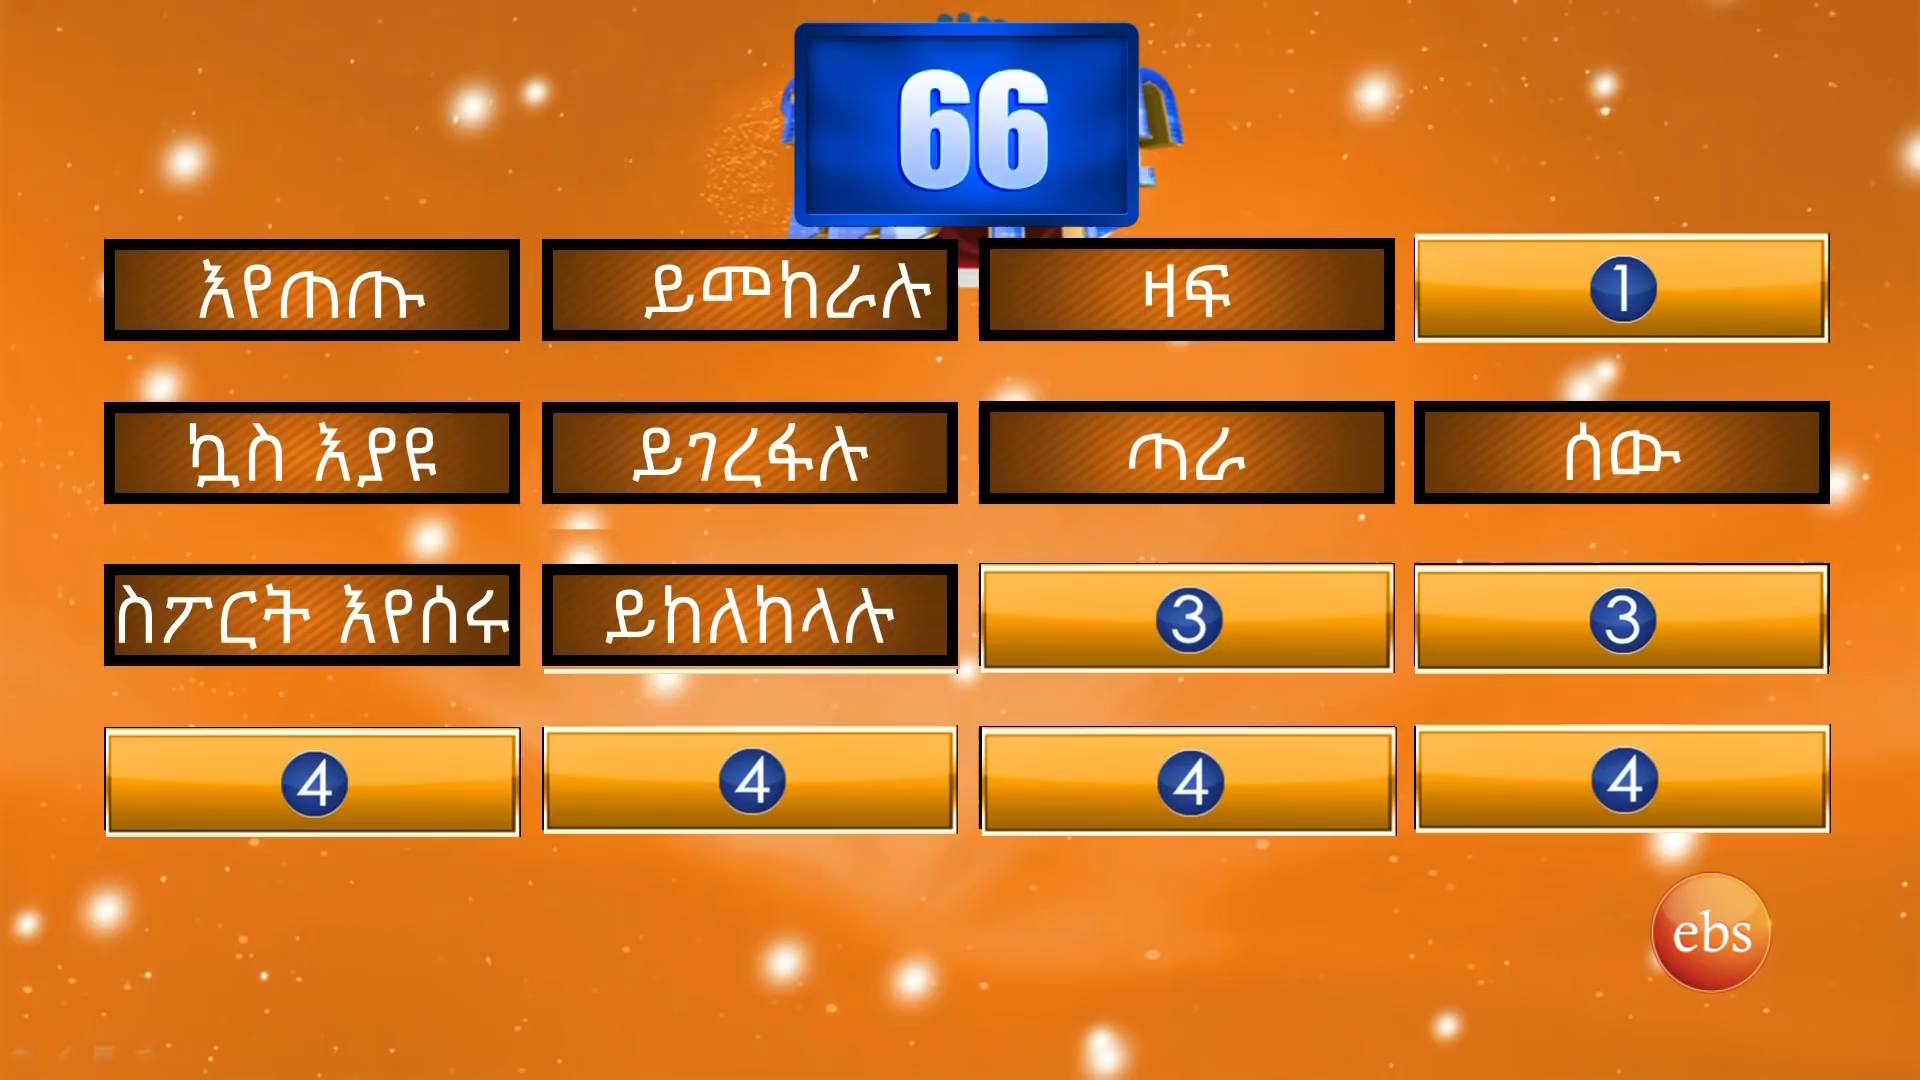 66
እየጠጡ
ይመከራሉ
ዛፍ
1
ኳስ እያዩ
ይገረፋሉ
ጣራ
ሰው
ስፖርት እየሰሩ
ይከለከላሉ
3
3
4
4
4
4
ebs